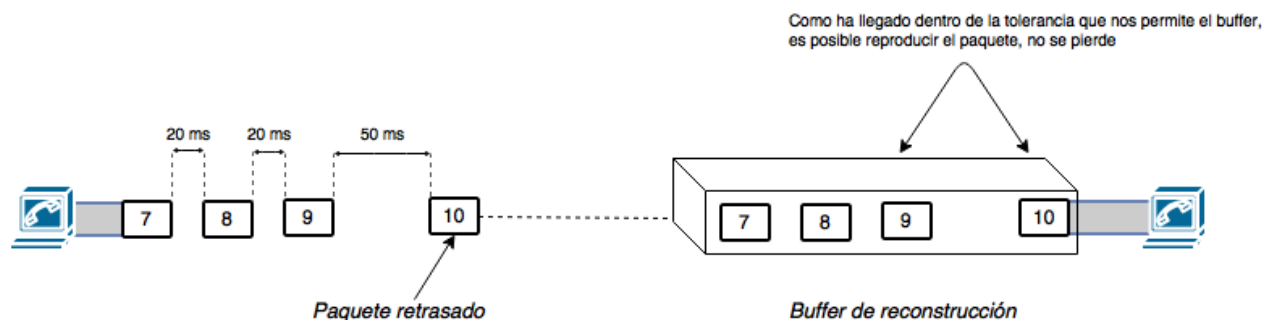 Como ha llegado dentro de la tolerancia que nos permite el buffer,
es posible reproducir el paquete, no se pierde
20 ms
20 ms
50 ms
7
8
9
10
7
8
9
10
Paquete retrasado
Buffer de reconstrucción